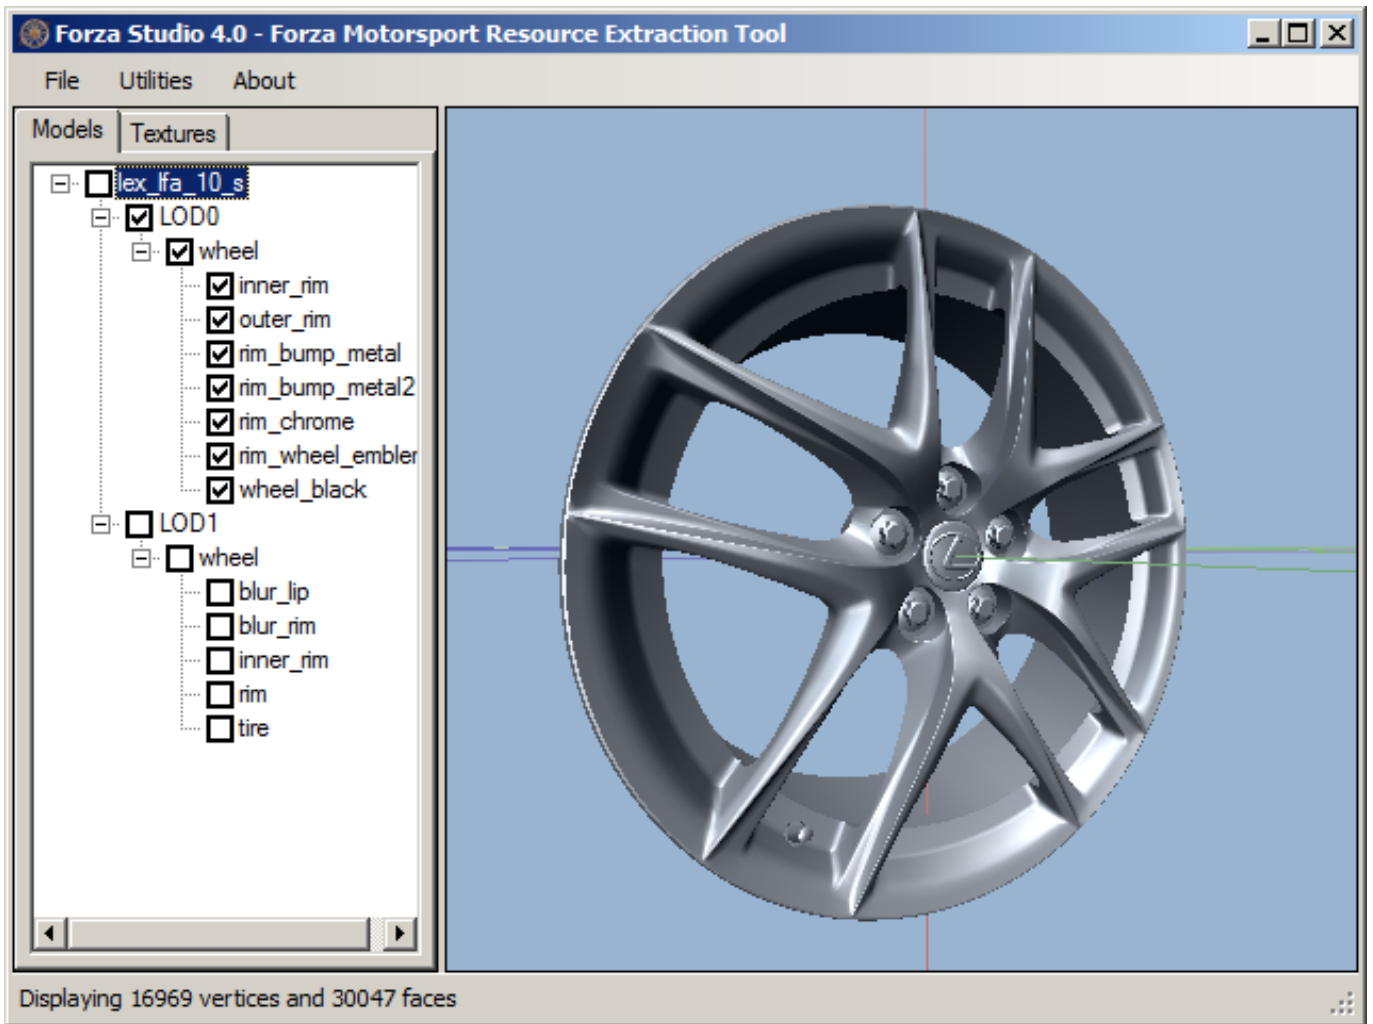 Forza Studio 4.0 - Forza Motorsport Resource Extraction Tool
File Utilities About
Models Textures
lex_lfa_10_s
LOD0
wheel
inner_rim
outer_rim
rim_bump_metal
rim_bump_metal2
rim_chrome
rim_wheel_embler
wheel_black
LOD1
wheel
blur_lip
blur_rim
inner_rim
rim
tire
Displaying 16969 vertices and 30047 faces